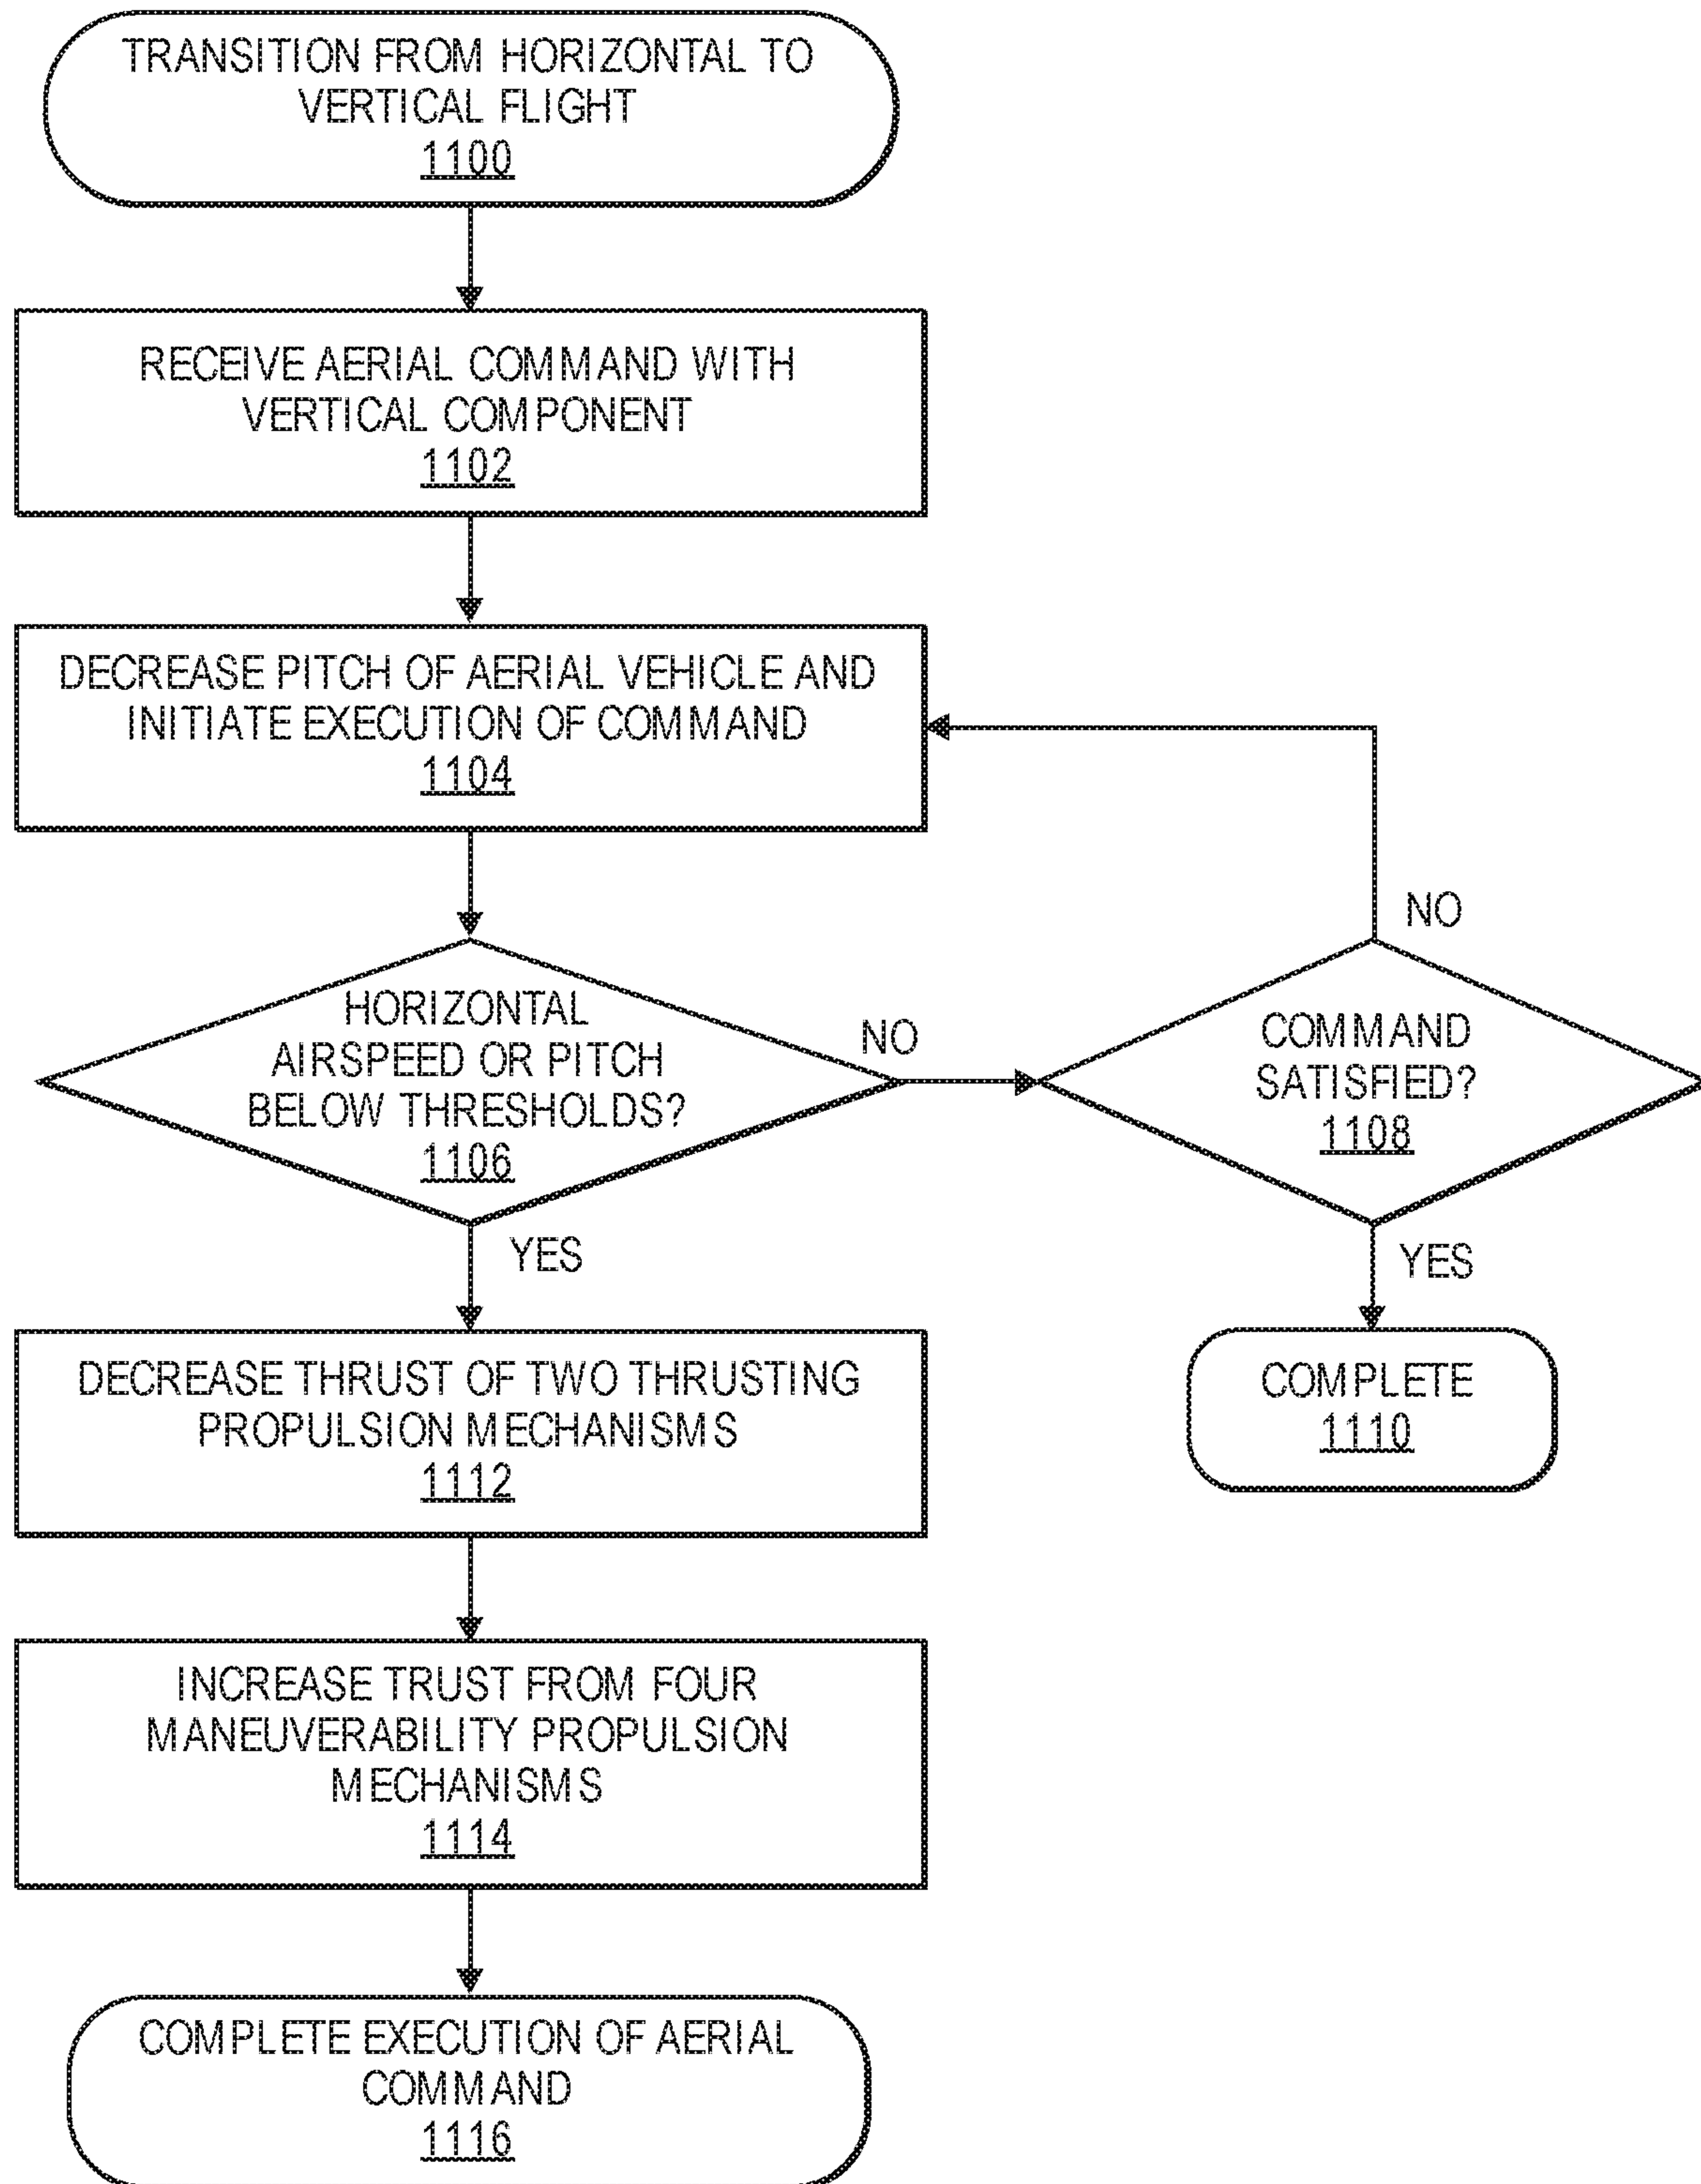 TRANSITION FROM HORIZONTAL TO
VERTICAL FLIGHT
1100
RECEIVE AERIAL COMMAND WITH
VERTICAL COMPONENT
1102
DECREASE PITCH OF AERIAL VEHICLE AND
INITIATE EXECUTION OF COMMAND
1104
HORIZONTAL
AIRSPEED OR PITCH
BELOW THRESHOLDS?
1106
NO
COMMAND
SATISFIED?
1108
NO
YES
COMPLETE
1110
YES
DECREASE THRUST OF TWO THRUSTING
PROPULSION MECHANISMS
1112
INCREASE TRUST FROM FOUR
MANEUVERABILITY PROPULSION
MECHANISMS
1114
COMPLETE EXECUTION OF AERIAL
COMMAND
1116